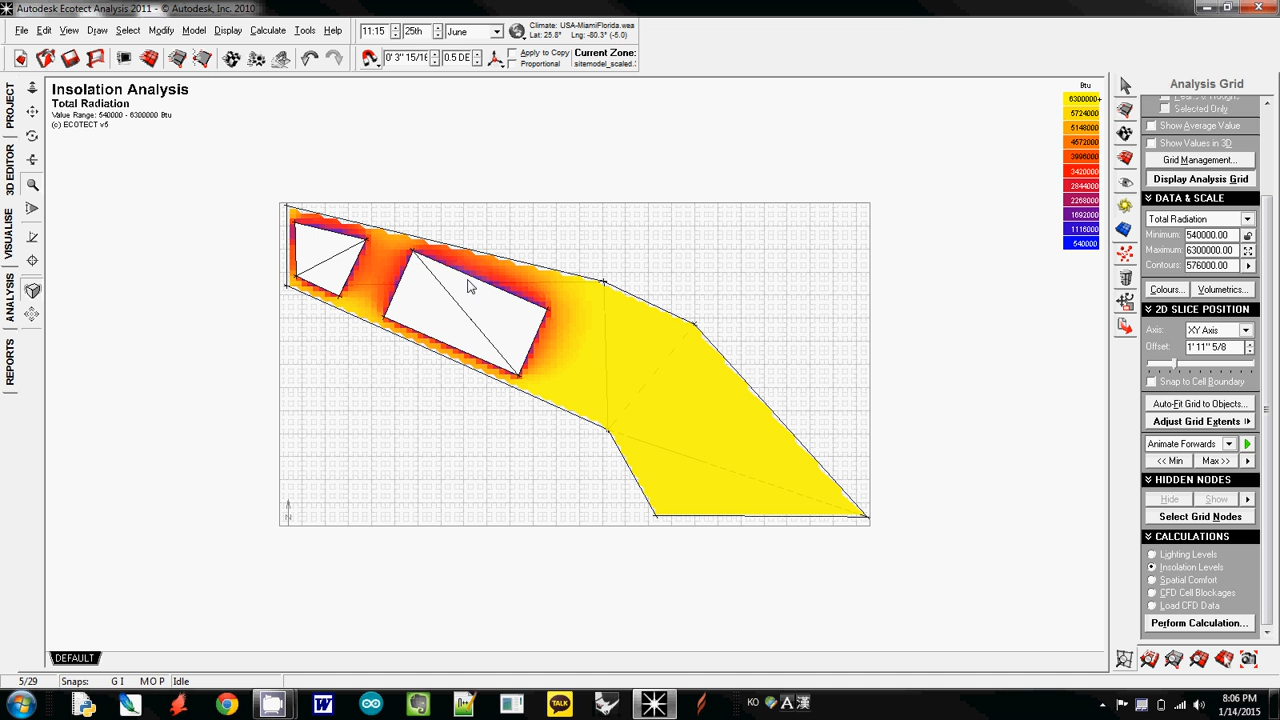 Autodesk Ecotect Analysis 2011 - © Autodesk, Inc. 2010
File Edit View Draw Select Modify Model Display Calculate Tools Help
11:15 25th June
Climate: USA-MiamiFlorida.wea
Lat: 25.8° Lng: -80.3° (-5.0)
0' 3" 15/16 0.5 DE
Apply to Copy
Proportional
Current Zone:
sitemodel_scaled.
PROJECT
3D EDITOR
VISUALISE
ANALYSIS
REPORTS
Insolation Analysis
Total Radiation
Value Range: 540000 - 6300000 Btu
(c) ECOTECT v5
N
Btu
6300000+
5724000
5148000
4572000
3996000
3420000
2844000
2268000
1692000
1116000
540000
Analysis Grid
Selected Only
Show Average Value
Show Values in 3D
Grid Management...
Display Analysis Grid
DATA & SCALE
Total Radiation
Minimum: 540000.00
Maximum: 6300000.00
Contours: 576000.00
Colours... Volumetrics...
2D SLICE POSITION
Axis: XY Axis
Offset: 1' 11" 5/8
Snap to Cell Boundary
Auto-Fit Grid to Objects...
Adjust Grid Extents
Animate Forwards
<< Min Max >>
HIDDEN NODES
Hide Show
Select Grid Nodes
CALCULATIONS
Lighting Levels
Insolation Levels
Spatial Comfort
CFD Cell Blockages
Load CFD Data
Perform Calculation...
DEFAULT
5/29 Snaps: G I M O P Idle
TALK
KO A 漢
8:06 PM
1/14/2015